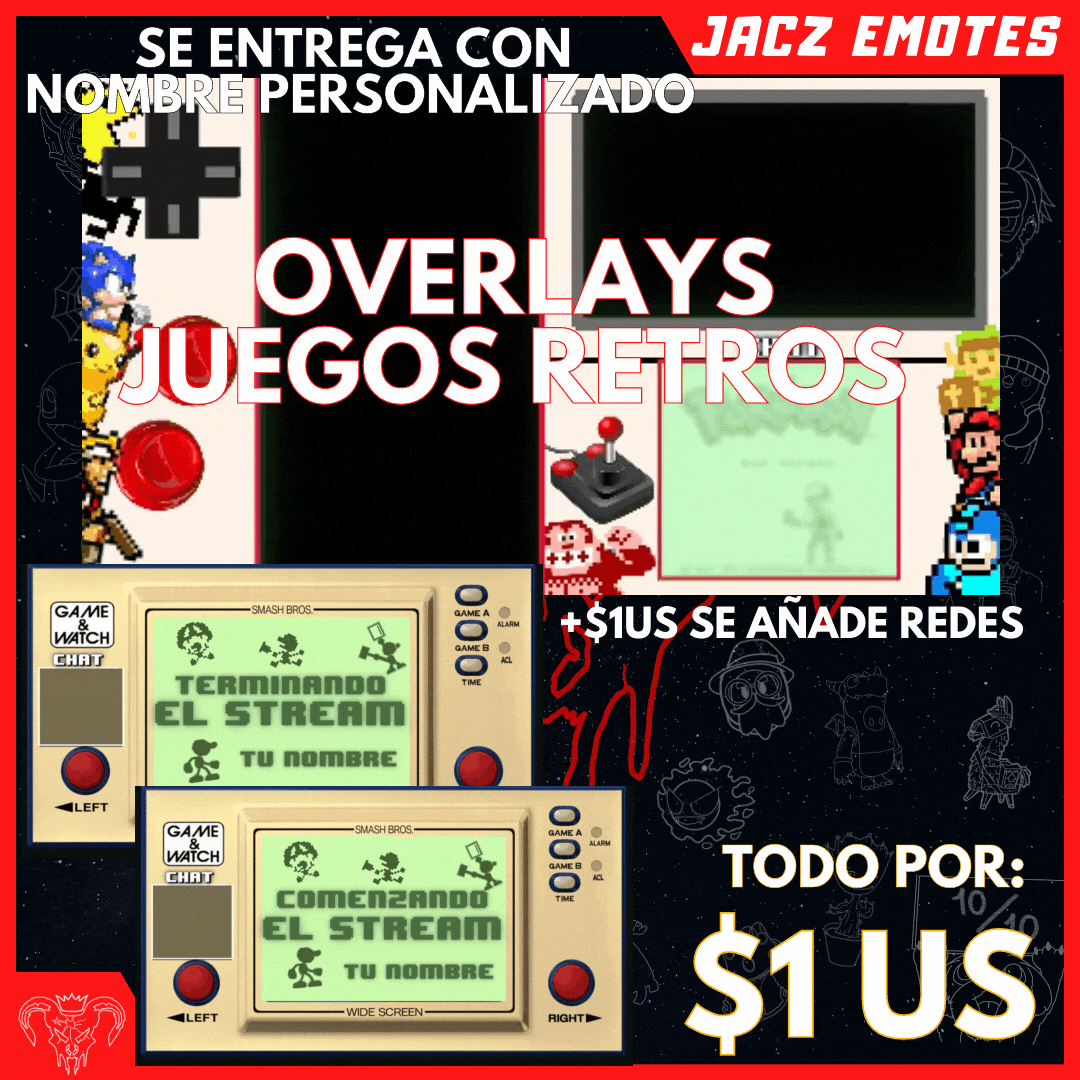 JACZ EMOTES
SE ENTREGA CON
NOMBRE PERSONALIZADO
OVERLAYS
JUEGOS RETROS
+$1US SE AÑADE REDES
GAME
&
WATCH
CHAT
SMASH BROS.
GAME A
ALARM
GAME B
ACL
TIME
TERMINANDO
EL STREAM
TU NOMBRE
LEFT
GAME
&
WATCH
CHAT
SMASH BROS.
GAME A
ALARM
GAME B
ACL
TIME
COMENZANDO
EL STREAM
TU NOMBRE
LEFT
WIDE SCREEN
RIGHT
TODO POR:
10/10
$1 US